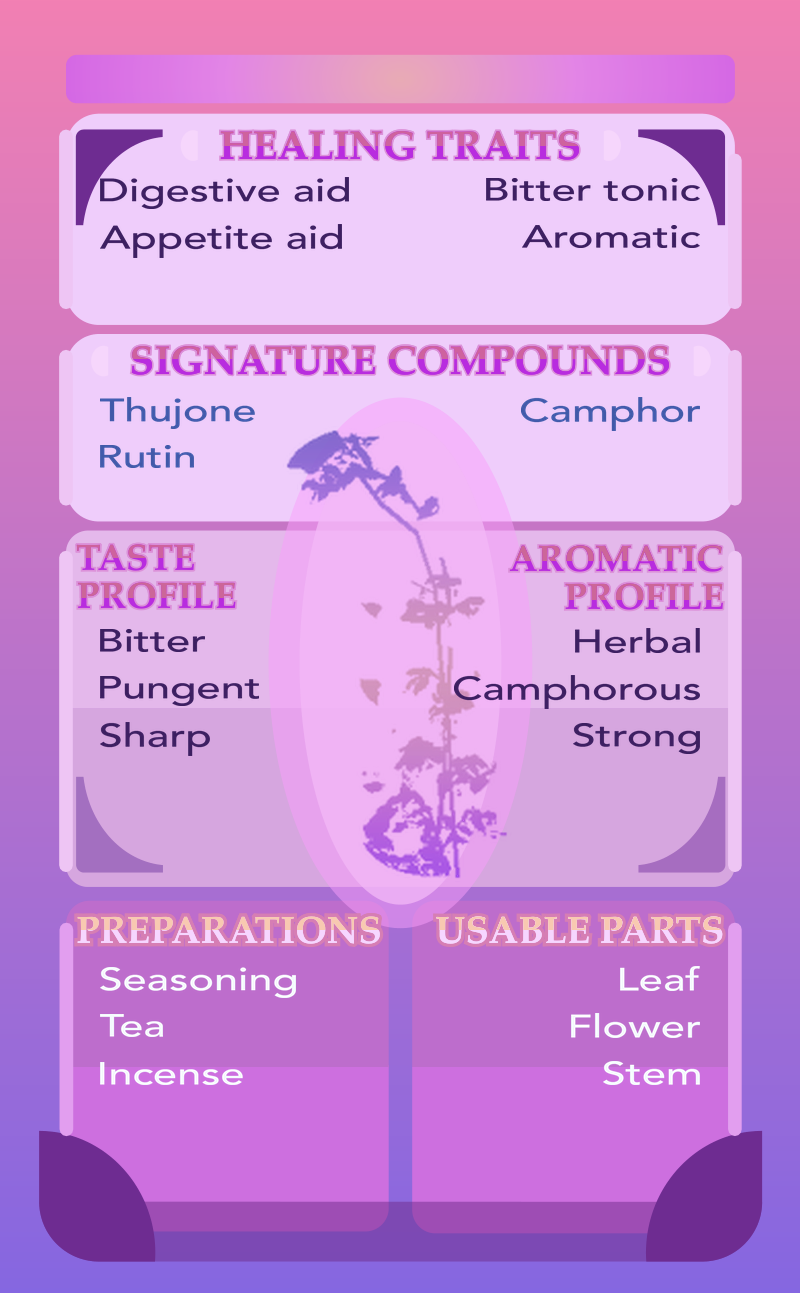 HEALING TRAITS
Digestive aid
Bitter tonic
Appetite aid
Aromatic
SIGNATURE COMPOUNDS
Thujone
Camphor
Rutin
TASTE
PROFILE
Bitter
Pungent
Sharp
AROMATIC
PROFILE
Herbal
Camphorous
Strong
PREPARATIONS
Seasoning
Tea
Incense
USABLE PARTS
Leaf
Flower
Stem